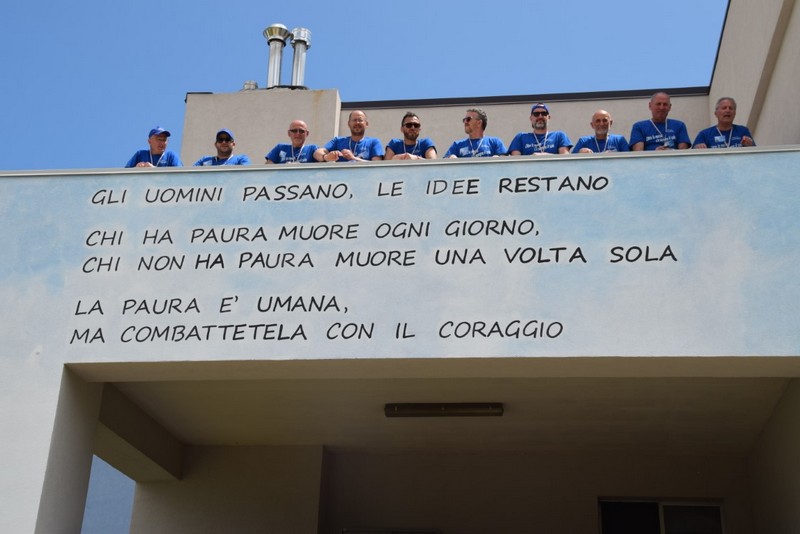 GLI UOMINI PASSANO, LE IDEE RESTANO
CHI HA PAURA MUORE OGNI GIORNO,
CHI NON HA PAURA MUORE UNA VOLTA SOLA
LA PAURA E' UMANA,
MA COMBATTETELA CON IL CORAGGIO